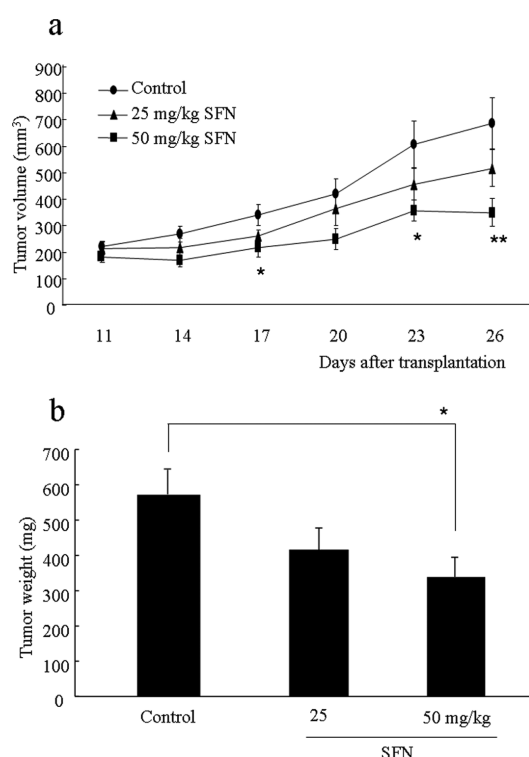 a
900
800
700
600
500
400
300
200
100
0
Tumor volume (mm³)
Control
25 mg/kg SFN
50 mg/kg SFN
*
*
**
11 14 17 20 23 26
Days after transplantation
b
*
700
600
500
400
300
200
100
0
Tumor weight (mg)
Control 25 50 mg/kg
SFN